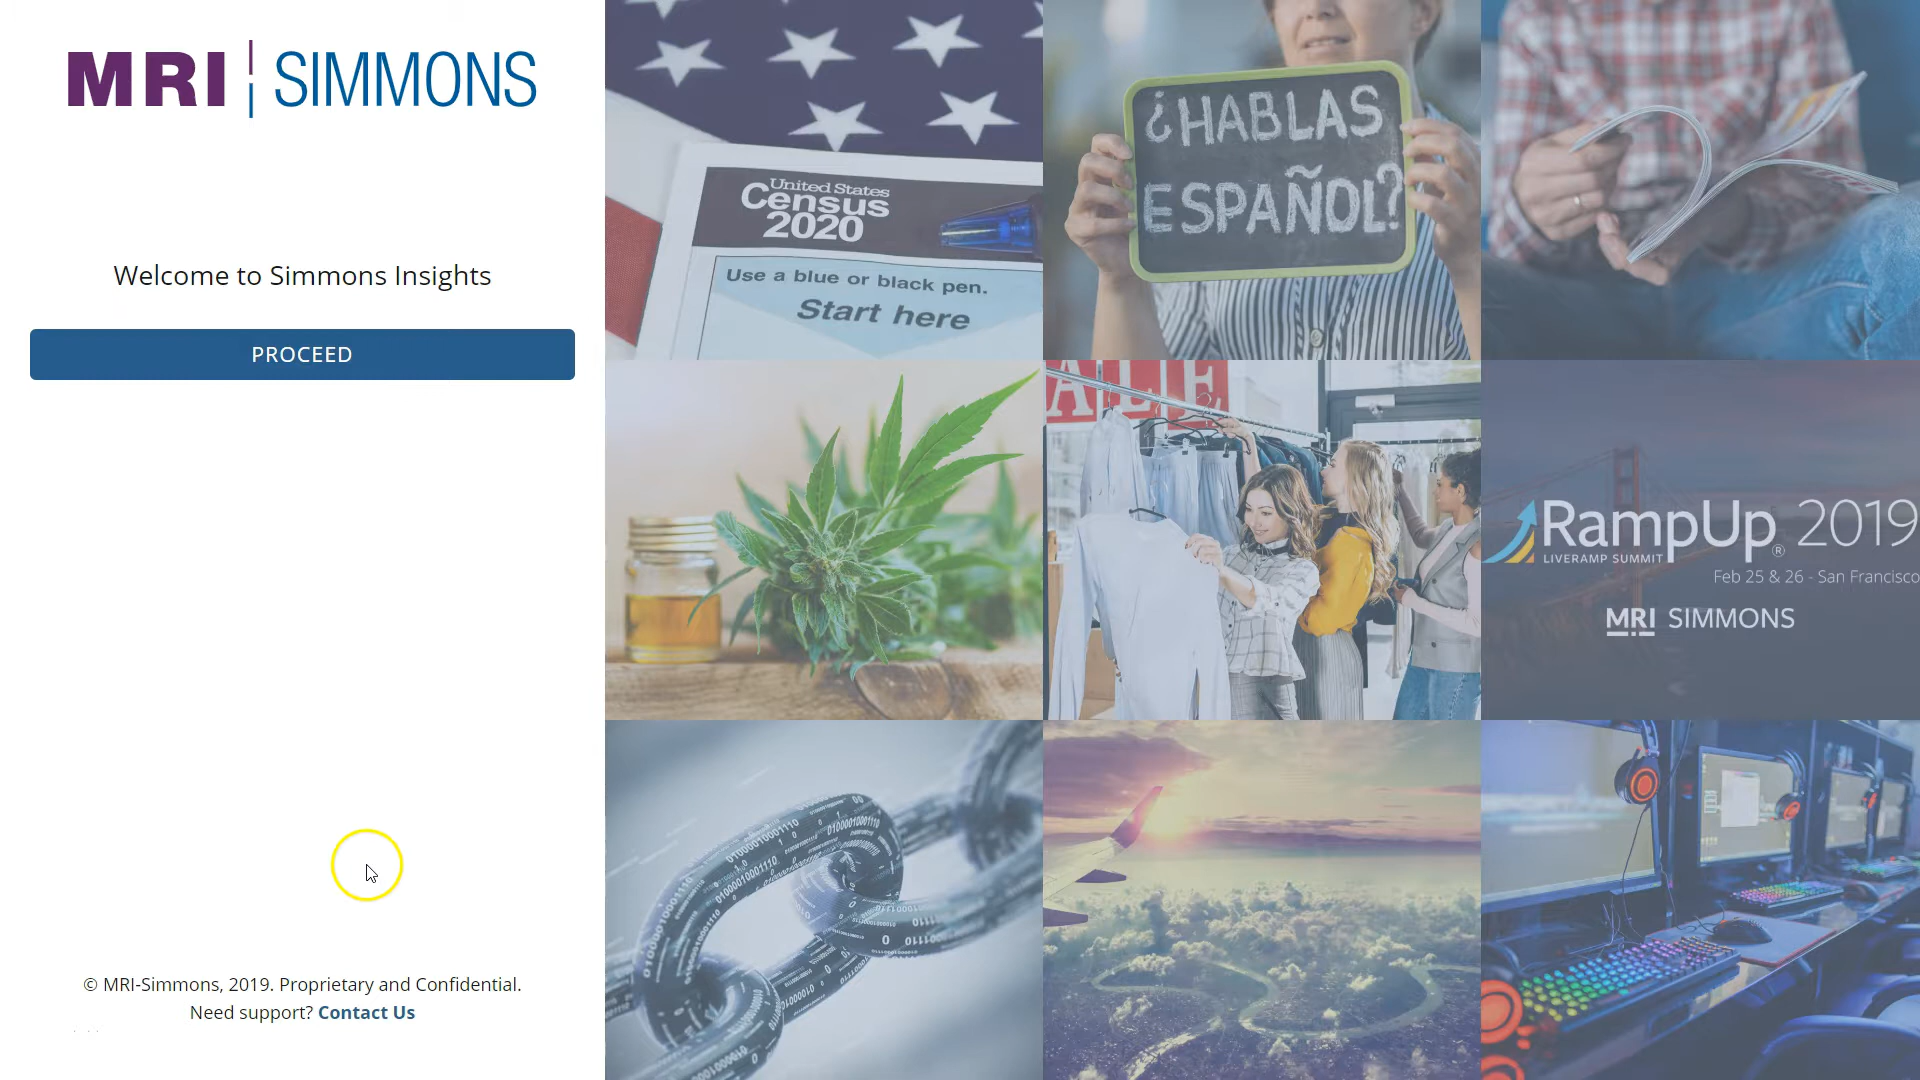 MRI SIMMONS
Welcome to Simmons Insights
PROCEED
© MRI-Simmons, 2019. Proprietary and Confidential.
Need support? Contact Us
United States
Census
2020
Use a blue or black pen.
Start here
¿HABLAS
ESPAÑOL?
ALE
RampUp® 2019
LIVERAMP SUMMIT
Feb 25 & 26 - San Francisco
MRI SIMMONS